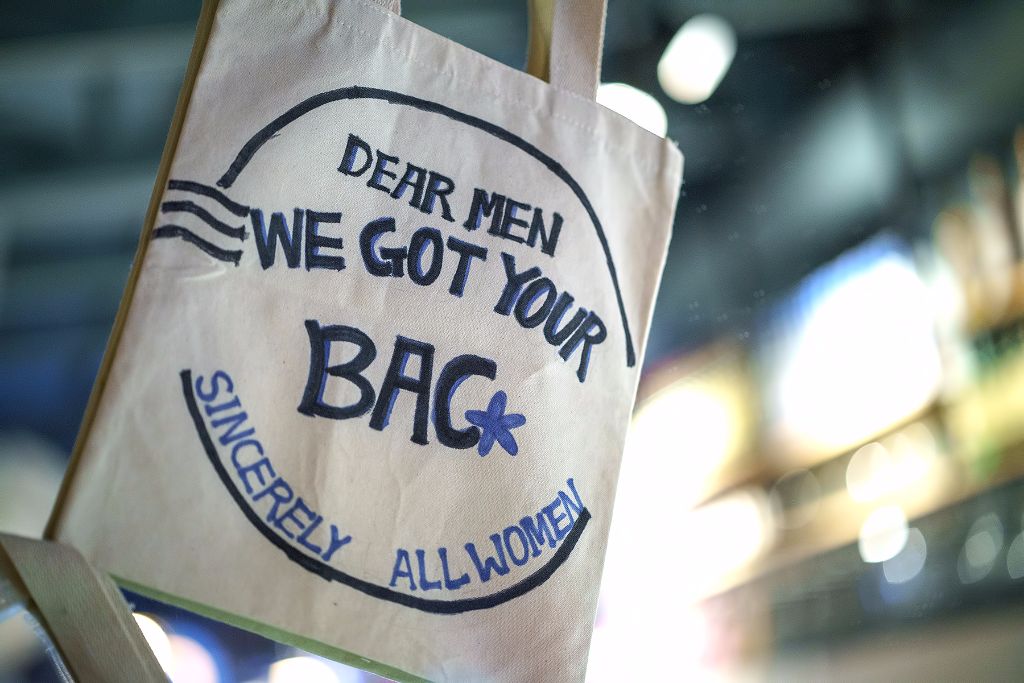 DEAR MEN
WE GOT YOUR
BAG
SINCERELY
ALL WOMEN